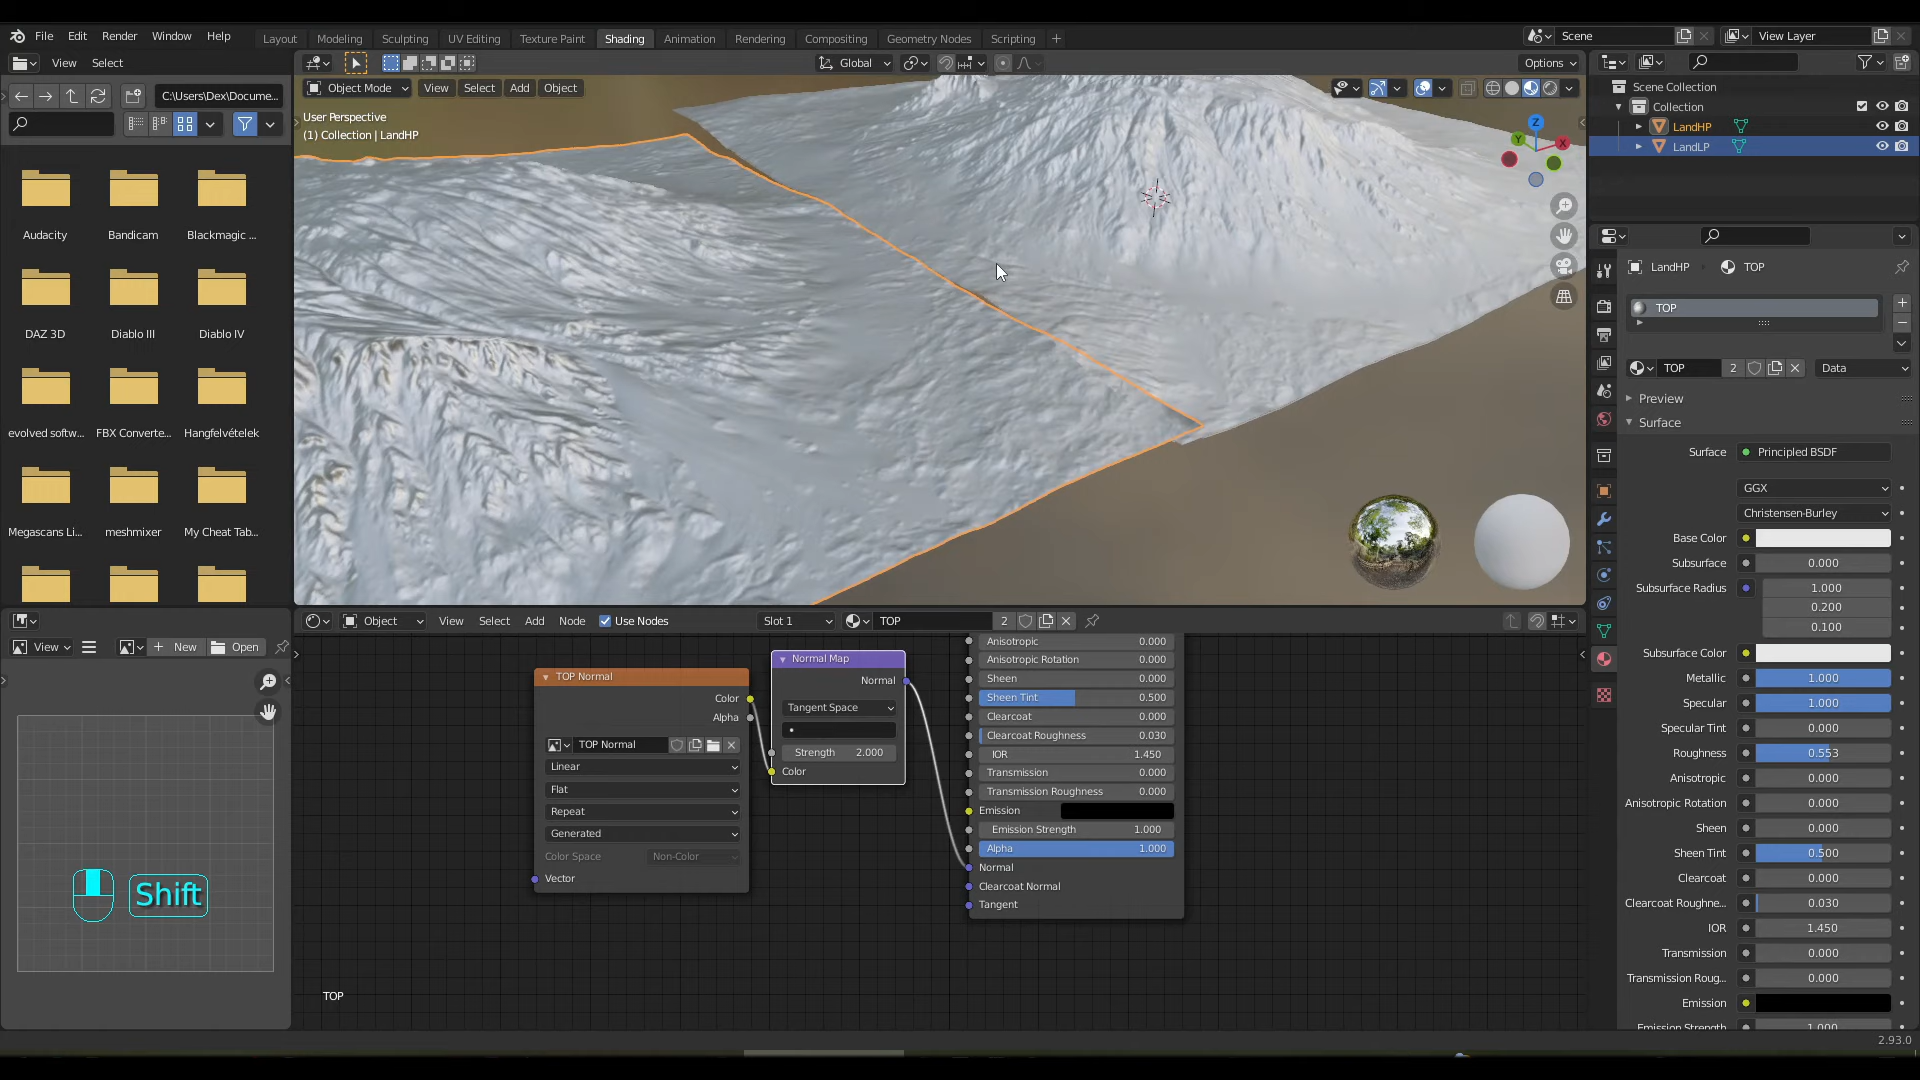 File Edit Render Window Help
Layout Modeling Sculpting UV Editing Texture Paint Shading Animation Rendering Compositing Geometry Nodes Scripting +
Scene
View Layer
View Select
Global
Options
C:\Users\Dex\Docume...
Object Mode View Select Add Object
User Perspective
(1) Collection | LandHP
Z
Y
X
Audacity Bandicam Blackmagic ...
DAZ 3D Diablo III Diablo IV
evolved softw... FBX Converte... Hangfelvételek
Megascans Li... meshmixer My Cheat Tab...
View
New
Open
Shift
Object View Select Add Node Use Nodes
Slot 1
TOP
2
TOP Normal
Color
Alpha
TOP Normal
Linear
Flat
Repeat
Generated
Color Space Non-Color
Vector
Normal Map
Normal
Tangent Space
Strength 2.000
Color
Anisotropic 0.000
Anisotropic Rotation 0.000
Sheen 0.000
Sheen Tint 0.500
Clearcoat 0.000
Clearcoat Roughness 0.030
IOR 1.450
Transmission 0.000
Transmission Roughness 0.000
Emission
Emission Strength 1.000
Alpha 1.000
Normal
Clearcoat Normal
Tangent
TOP
Scene Collection
Collection
LandHP
LandLP
LandHP TOP
TOP
TOP 2 Data
Preview
Surface
Surface Principled BSDF
GGX
Christensen-Burley
Base Color
Subsurface 0.000
Subsurface Radius 1.000
0.200
0.100
Subsurface Color
Metallic 1.000
Specular 1.000
Specular Tint 0.000
Roughness 0.553
Anisotropic 0.000
Anisotropic Rotation 0.000
Sheen 0.000
Sheen Tint 0.500
Clearcoat 0.000
Clearcoat Roughne... 0.030
IOR 1.450
Transmission 0.000
Transmission Roug... 0.000
Emission
Emission Strength 1.000
2.93.0